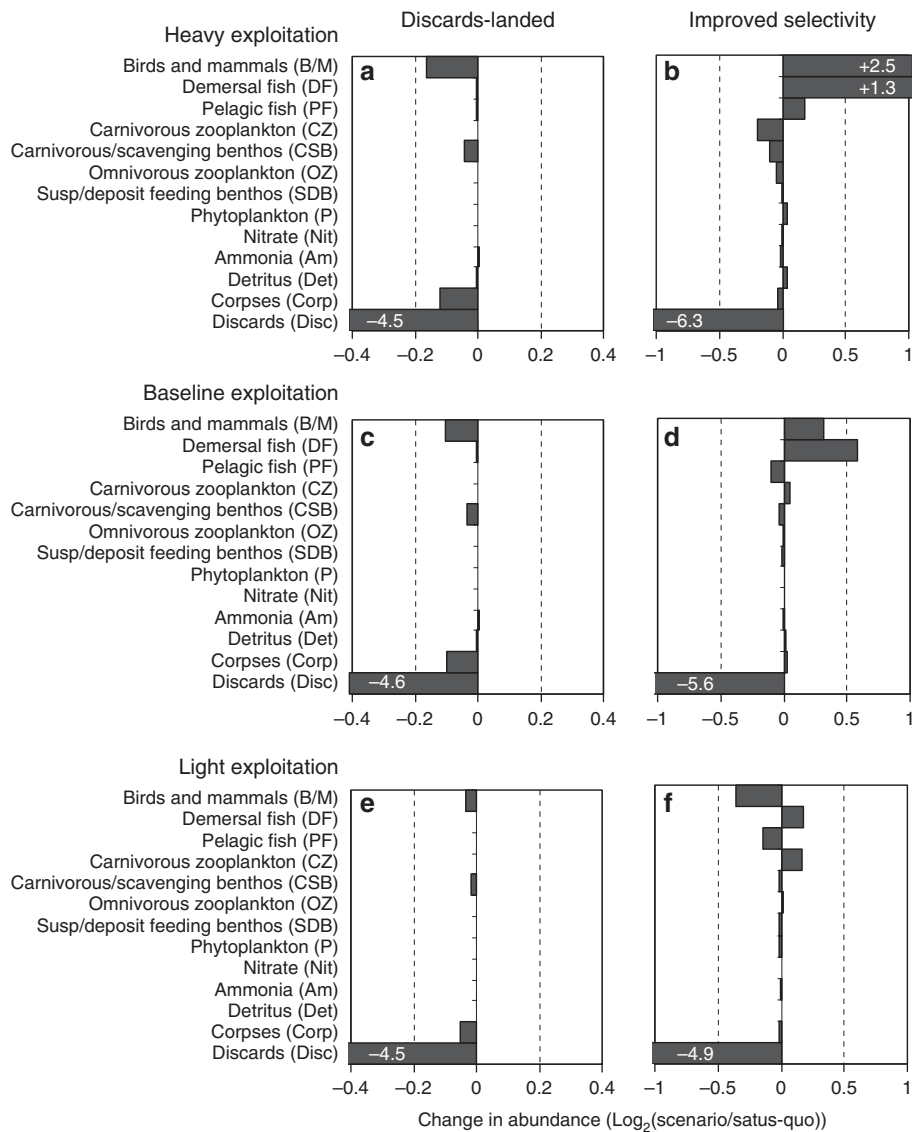 Discards-landed Improved selectivity
Heavy exploitation
a b
Birds and mammals (B/M) +2.5
Demersal fish (DF) +1.3
Pelagic fish (PF)
Carnivorous zooplankton (CZ)
Carnivorous/scavenging benthos (CSB)
Omnivorous zooplankton (OZ)
Susp/deposit feeding benthos (SDB)
Phytoplankton (P)
Nitrate (Nit)
Ammonia (Am)
Detritus (Det)
Corpses (Corp)
Discards (Disc) –4.5 –6.3
–0.4 –0.2 0 0.2 0.4 –1 –0.5 0 0.5 1
Baseline exploitation
c d
Birds and mammals (B/M)
Demersal fish (DF)
Pelagic fish (PF)
Carnivorous zooplankton (CZ)
Carnivorous/scavenging benthos (CSB)
Omnivorous zooplankton (OZ)
Susp/deposit feeding benthos (SDB)
Phytoplankton (P)
Nitrate (Nit)
Ammonia (Am)
Detritus (Det)
Corpses (Corp)
Discards (Disc) –4.6 –5.6
–0.4 –0.2 0 0.2 0.4 –1 –0.5 0 0.5 1
Light exploitation
e f
Birds and mammals (B/M)
Demersal fish (DF)
Pelagic fish (PF)
Carnivorous zooplankton (CZ)
Carnivorous/scavenging benthos (CSB)
Omnivorous zooplankton (OZ)
Susp/deposit feeding benthos (SDB)
Phytoplankton (P)
Nitrate (Nit)
Ammonia (Am)
Detritus (Det)
Corpses (Corp)
Discards (Disc) –4.5 –4.9
–0.4 –0.2 0 0.2 0.4 –1 –0.5 0 0.5 1
Change in abundance (Log₂(scenario/satus-quo))